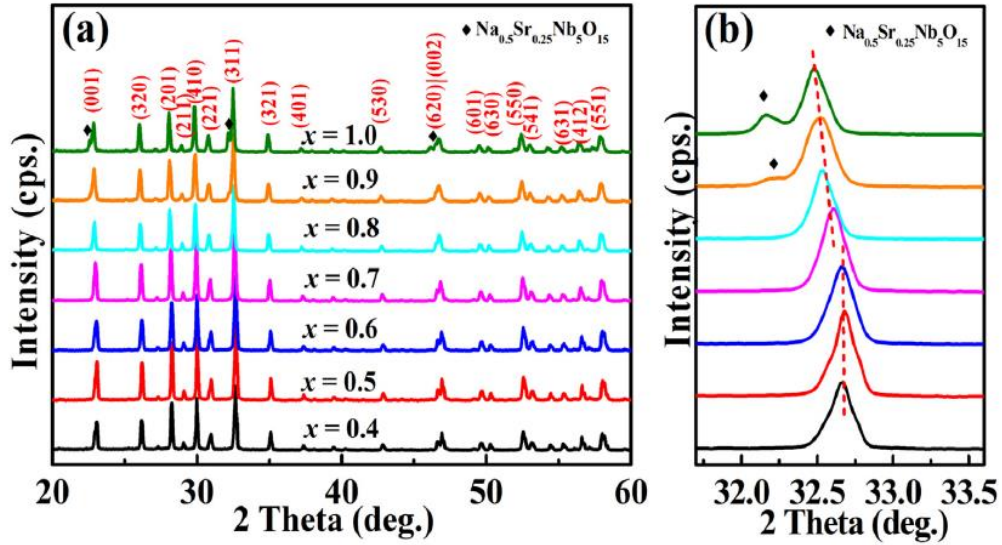 (a)
♦ Na0.5Sr0.25Nb5O15
(001)
(320)
(201)
(211)
(410)
(221)
(311)
(321)
(401)
(530)
(620)|(002)
(601)
(630)
(550)
(541)
(631)
(412)
(551)
x = 1.0
x = 0.9
x = 0.8
x = 0.7
x = 0.6
x = 0.5
x = 0.4
Intensity (cps.)
20 30 40 50 60
2 Theta (deg.)
(b)
♦ Na0.5Sr0.25Nb5O15
Intensity (cps.)
32.0 32.5 33.0 33.5
2 Theta (deg.)